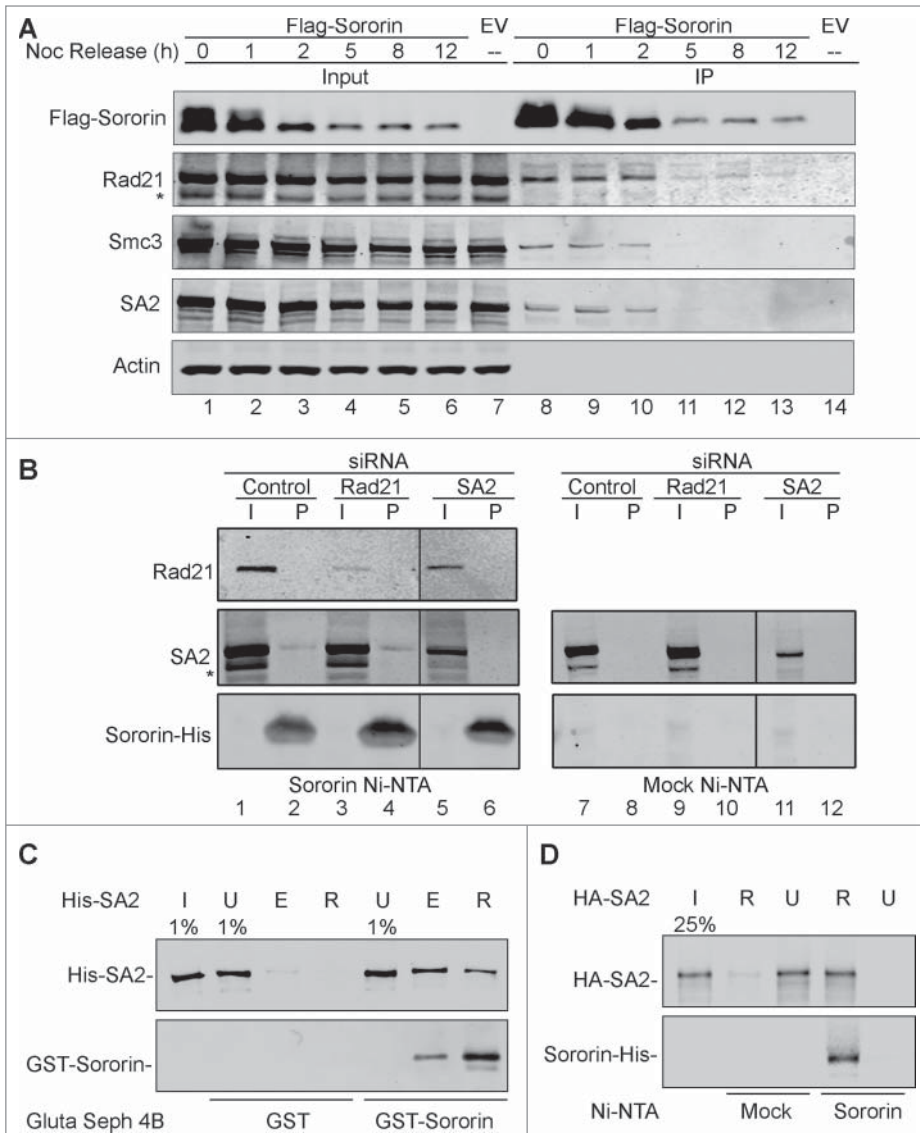 A
Flag-Sororin EV Flag-Sororin EV
Noc Release (h) 0 1 2 5 8 12 -- 0 1 2 5 8 12 --
Input IP
Flag-Sororin
Rad21
*
Smc3
SA2
Actin
1 2 3 4 5 6 7 8 9 10 11 12 13 14
B
siRNA siRNA
Control Rad21 SA2 Control Rad21 SA2
I P I P I P I P I P I P
Rad21
SA2
*
Sororin-His
Sororin Ni-NTA Mock Ni-NTA
1 2 3 4 5 6 7 8 9 10 11 12
C
His-SA2 I U E R U E R
1% 1% 1%
His-SA2-
GST-Sororin-
Gluta Seph 4B GST GST-Sororin
D
HA-SA2 I R U R U
25%
HA-SA2-
Sororin-His-
Ni-NTA Mock Sororin